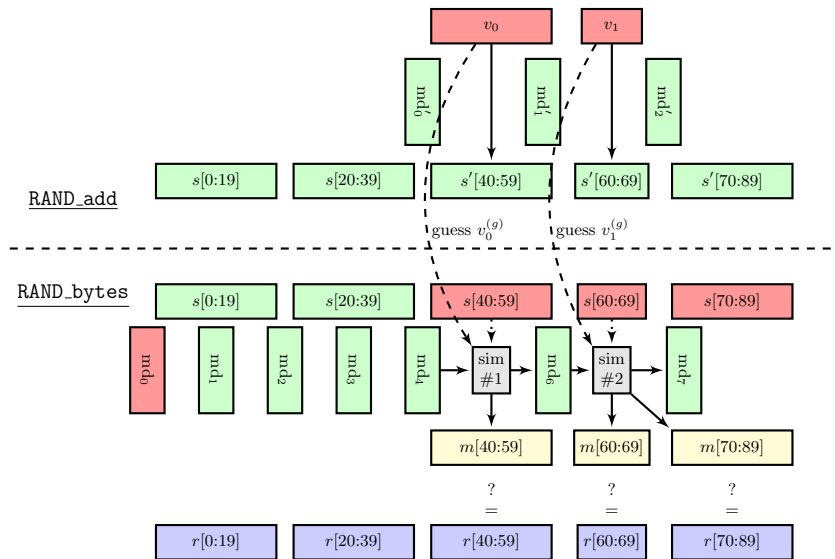 v₀ v₁
md′₀ md′₁ md′₂
RAND_add s[0:19] s[20:39] s′[40:59] s′[60:69] s′[70:89]
guess v₀⁽ᵍ⁾ guess v₁⁽ᵍ⁾
RAND_bytes s[0:19] s[20:39] s[40:59] s[60:69] s[70:89]
md₀ md₁ md₂ md₃ md₄ sim #1 md₆ sim #2 md₇
m[40:59] m[60:69] m[70:89]
? ? ?
= = =
r[0:19] r[20:39] r[40:59] r[60:69] r[70:89]